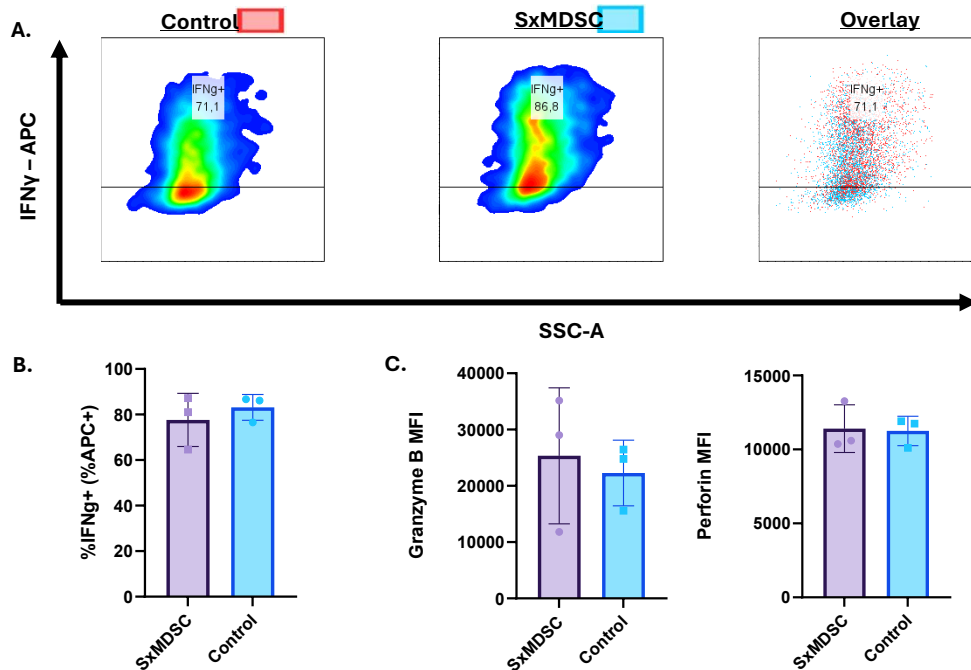 A.
Control
SxMDSC
Overlay
IFNγ – APC
IFNg+
71,1
IFNg+
86,8
IFNg+
71,1
SSC-A
B.
%IFNg+ (%APC+)
100
80
60
40
20
0
SxMDSC
Control
C.
Granzyme B MFI
40000
30000
20000
10000
0
SxMDSC
Control
Perforin MFI
15000
10000
5000
0
SxMDSC
Control